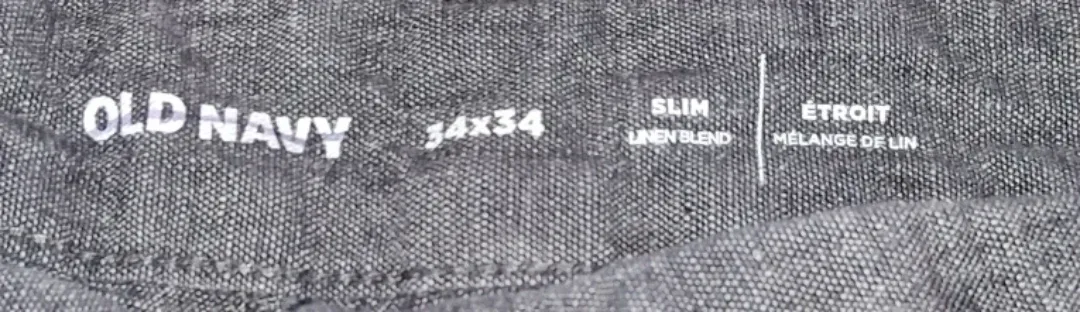 OLD NAVY
34x34
SLIM
LINEN BLEND
ÉTROIT
MÉLANGE DE LIN